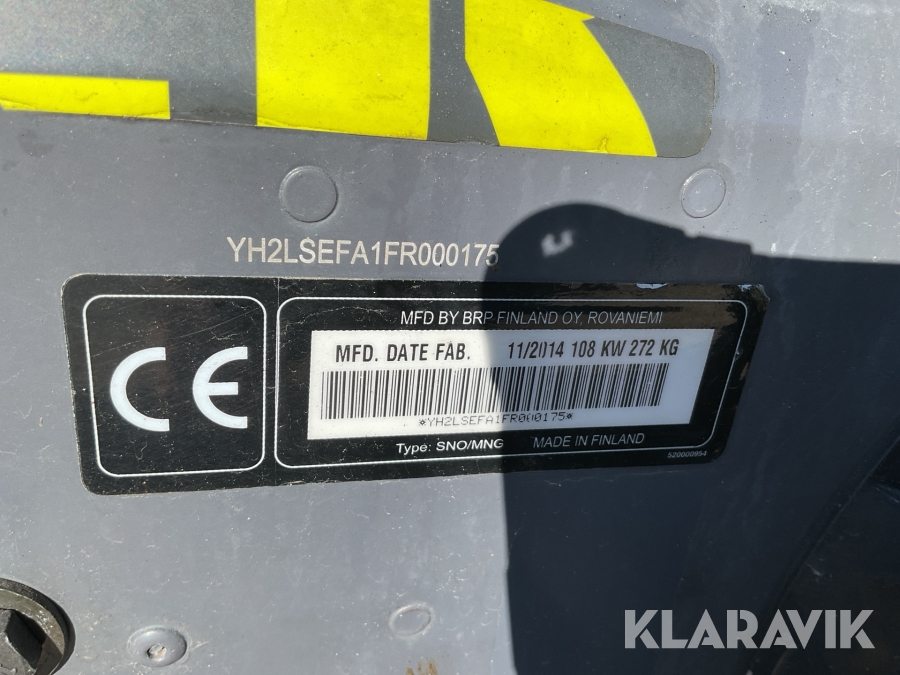 YH2LSEFA1FR000175
MFD BY BRP FINLAND OY, ROVANIEMI
MFD. DATE FAB. 11/2014 108 KW 272 KG
*YH2LSEFA1FR000175*
Type: SNO/MNG MADE IN FINLAND
520000954
CE
KLARAVIK